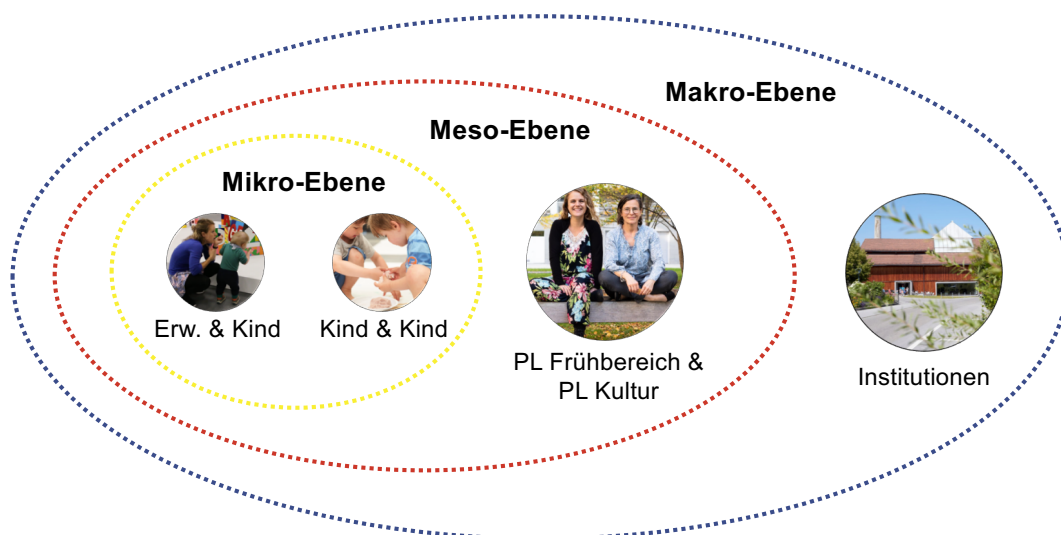 Makro-Ebene
Meso-Ebene
Mikro-Ebene
Erw. & Kind
Kind & Kind
PL Frühbereich &
PL Kultur
Institutionen